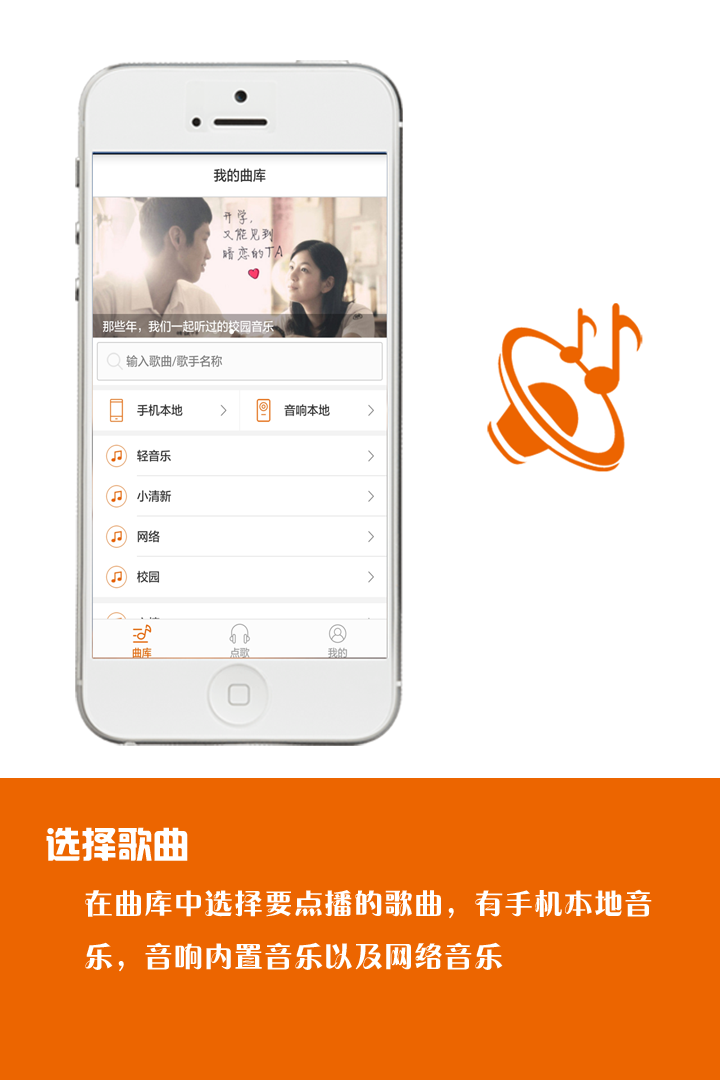 我的曲库
开学,
又能见到
暗恋的TA
那些年，我们一起听过的校园音乐
输入歌曲/歌手名称
手机本地
音响本地
轻音乐
小清新
网络
校园
曲库
点歌
我的
选择歌曲
在曲库中选择要点播的歌曲，有手机本地音
乐，音响内置音乐以及网络音乐